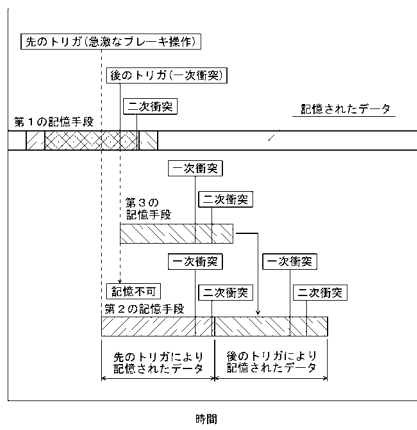 先のトリガ(急激なブレーキ操作)
後のトリガ(一次衝突)
二次衝突
第1の記憶手段
記憶されたデータ
一次衝突
二次衝突
第3の
記憶手段
一次衝突
一次衝突
記憶不可
二次衝突
二次衝突
第2の記憶手段
先のトリガにより
記憶されたデータ
後のトリガにより
記憶されたデータ
時間